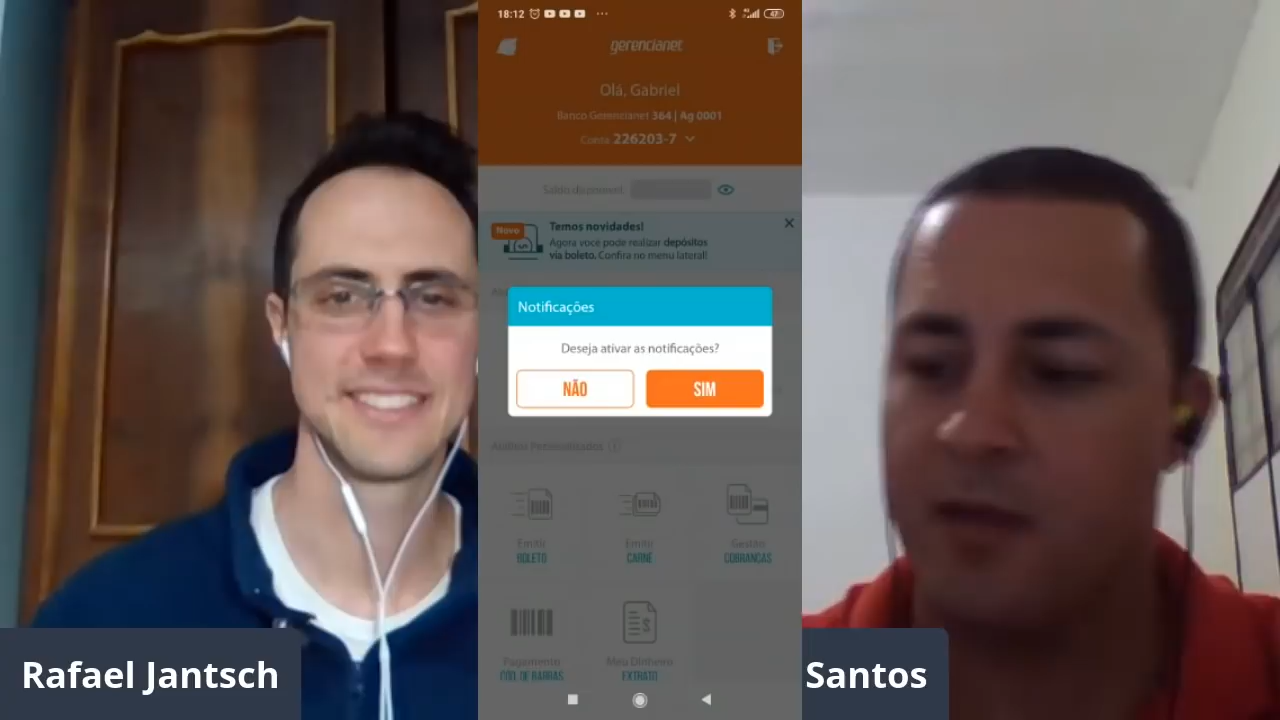 18:12
47
gerencianet
Olá, Gabriel
Banco Gerencianet 364 | Ag 0001
Conta: 226203-7
Saldo disponível:
Novo
Temos novidades!
Agora você pode realizar depósitos
via boleto. Confira no menu lateral!
Notificações
Deseja ativar as notificações?
NÃO
SIM
Emitir
BOLETO
Emitir
CARNÊ
Gestão
COBRANÇAS
Pagamento
CÓD. DE BARRAS
Meu Dinheiro
EXTRATO
Rafael Jantsch
Santos